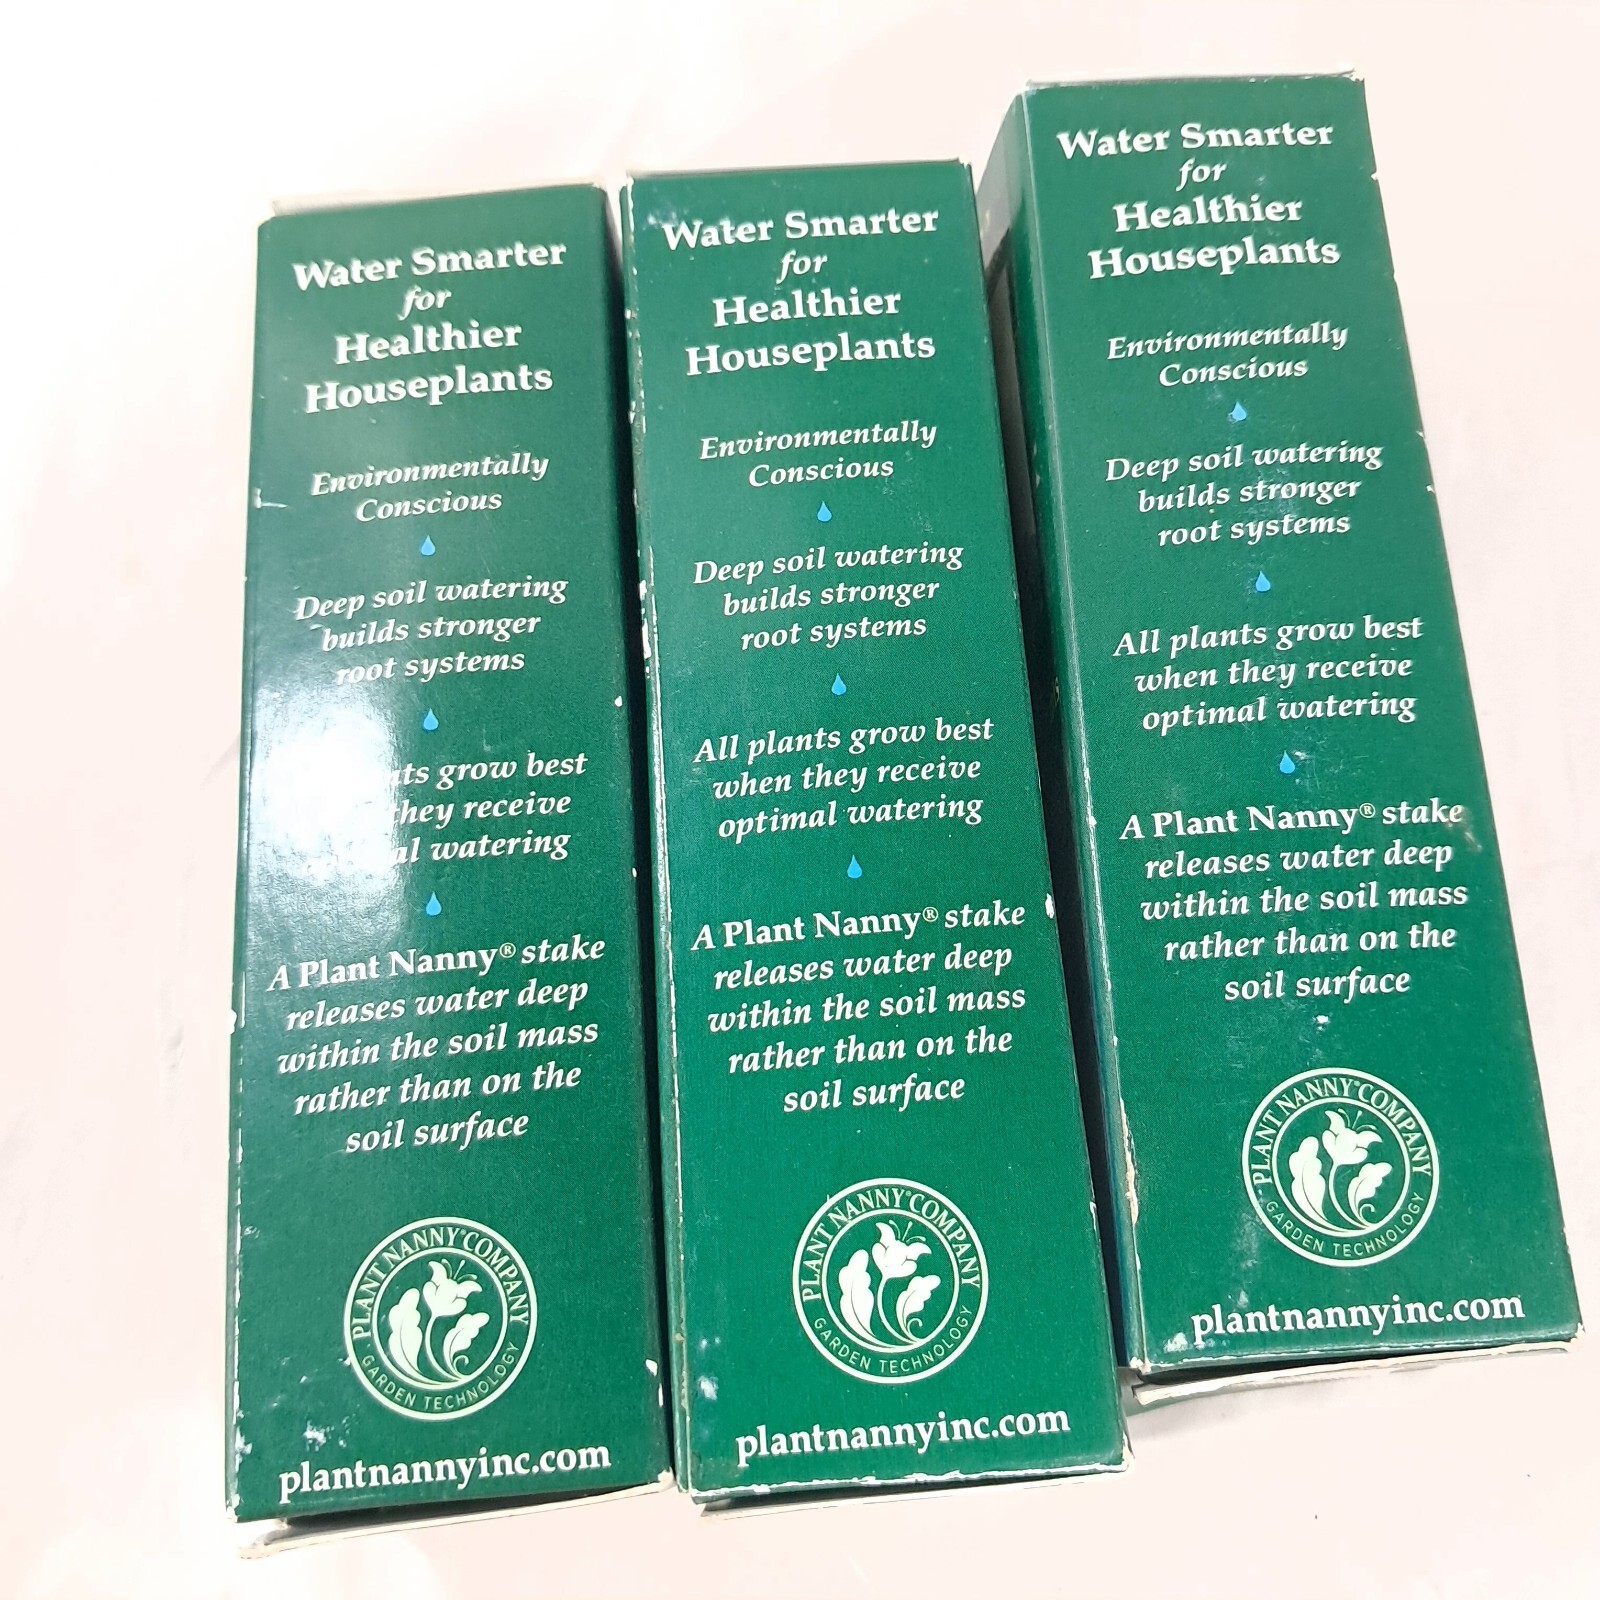 Water Smarter
for
Healthier
Houseplants
Environmentally
Conscious
Deep soil watering
builds stronger
root systems
grow best
they receive
watering
A Plant Nanny® stake
releases water deep
within the soil mass
rather than on the
soil surface
PLANT NANNY® COMPANY
GARDEN TECHNOLOGY
plantnannyinc.com
Water Smarter
for
Healthier
Houseplants
Environmentally
Conscious
Deep soil watering
builds stronger
root systems
All plants grow best
when they receive
optimal watering
A Plant Nanny® stake
releases water deep
within the soil mass
rather than on the
soil surface
PLANT NANNY® COMPANY
GARDEN TECHNOLOGY
plantnannyinc.com
Water Smarter
for
Healthier
Houseplants
Environmentally
Conscious
Deep soil watering
builds stronger
root systems
All plants grow best
when they receive
optimal watering
A Plant Nanny® stake
releases water deep
within the soil mass
rather than on the
soil surface
PLANT NANNY® COMPANY
GARDEN TECHNOLOGY
plantnannyinc.com